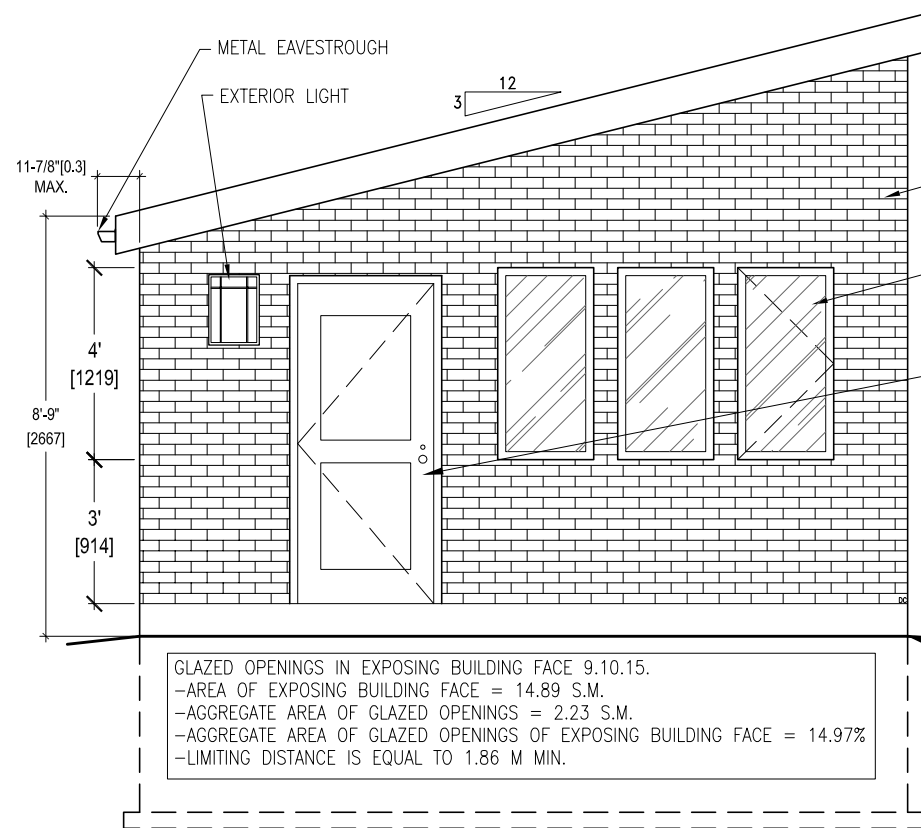 METAL EAVESTROUGH
EXTERIOR LIGHT
12
3
11-7/8"[0.3]
MAX.
4'
[1219]
8'-9"
[2667]
3'
[914]
DC
GLAZED OPENINGS IN EXPOSING BUILDING FACE 9.10.15.
-AREA OF EXPOSING BUILDING FACE = 14.89 S.M.
-AGGREGATE AREA OF GLAZED OPENINGS = 2.23 S.M.
-AGGREGATE AREA OF GLAZED OPENINGS OF EXPOSING BUILDING FACE = 14.97%
-LIMITING DISTANCE IS EQUAL TO 1.86 M MIN.